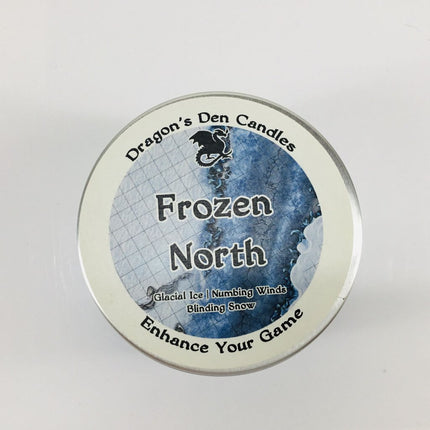 Dragon's Den Candles
Frozen
North
Glacial Ice | Numbing Winds
Blinding Snow
Enhance Your Game